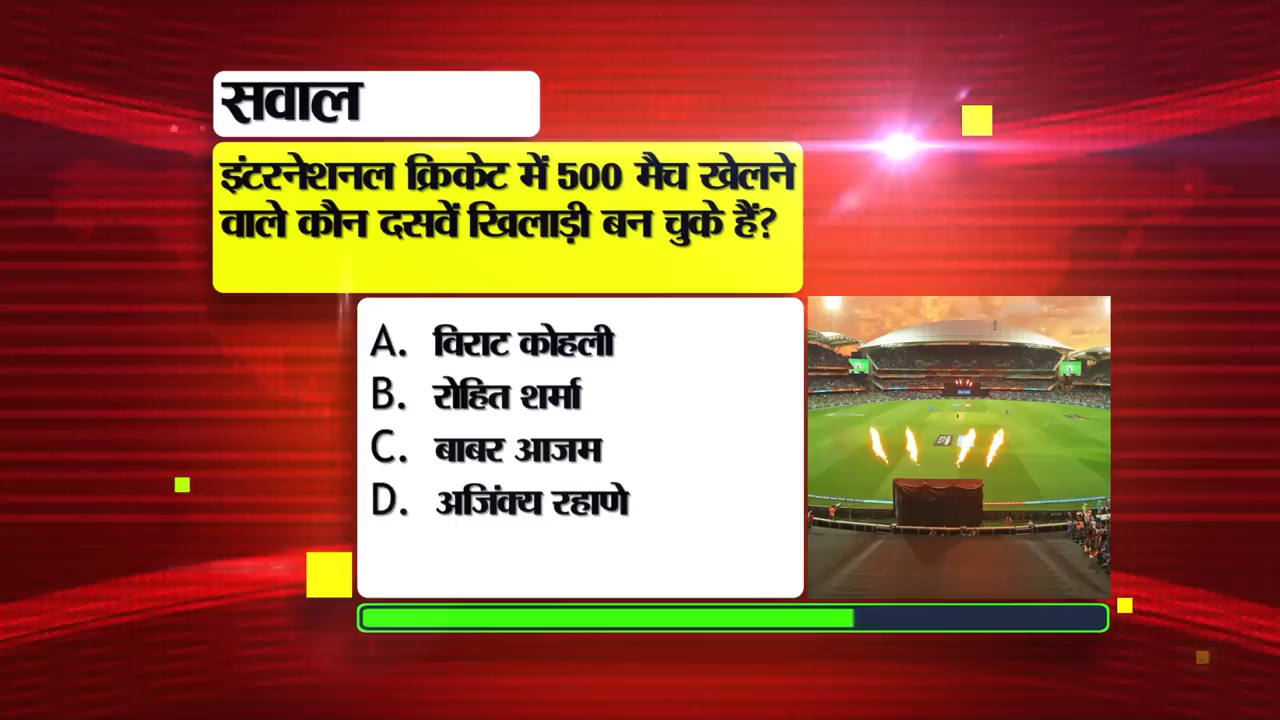 सवाल
इंटरनेशनल क्रिकेट में 500 मैच खेलने
वाले कौन दसवें खिलाड़ी बन चुके हैं?
A. विराट कोहली
B. रोहित शर्मा
C. बाबर आजम
D. अजिंक्य रहाणे